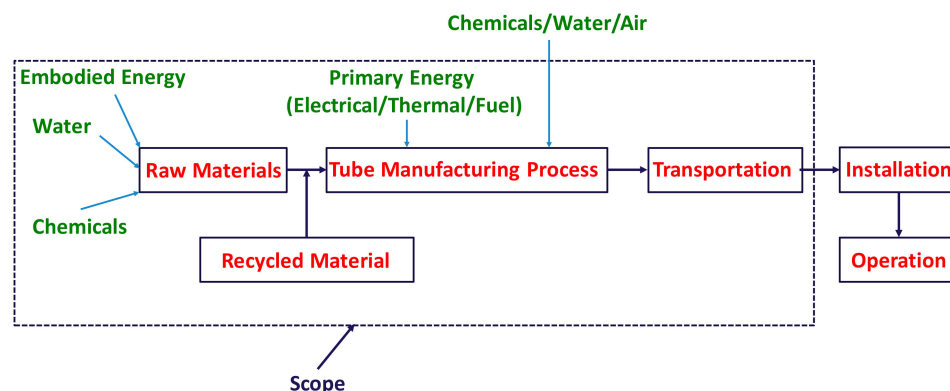 Chemicals/Water/Air
Embodied Energy
Primary Energy
(Electrical/Thermal/Fuel)
Water
Raw Materials
Tube Manufacturing Process
Transportation
Installation
Chemicals
Recycled Material
Operation
Scope